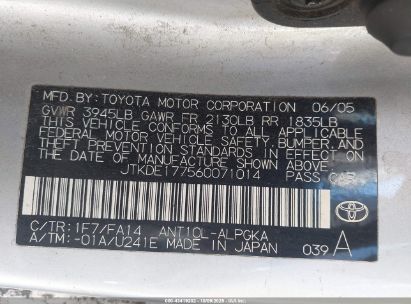 MFD. BY: TOYOTA MOTOR CORPORATION 06/05
GVWR 3945LB GAWR FR 2130LB RR 1835LB
THIS VEHICLE CONFORMS TO ALL APPLICABLE
FEDERAL MOTOR VEHICLE SAFETY, BUMPER, AND
THEFT PREVENTION STANDARDS IN EFFECT ON
THE DATE OF MANUFACTURE SHOWN ABOVE.
JTKDE177560071014 PASS CAR
C/TR: 1F7/FA14 ANT10L-ALPGKA
A/TM: -01A/U241E MADE IN JAPAN
039 A
TOYOTA